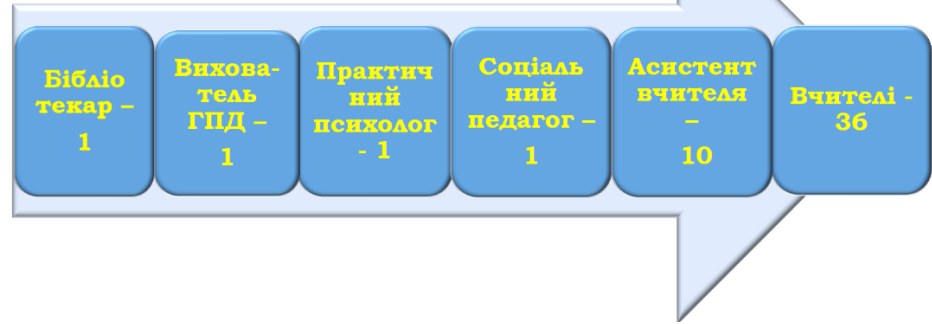 Бібліо
текар –
1
Вихова-
тель
ГПД –
1
Практич
ний
психолог
- 1
Соціаль
ний
педагог –
1
Асистент
вчителя
–
10
Вчителі -
36